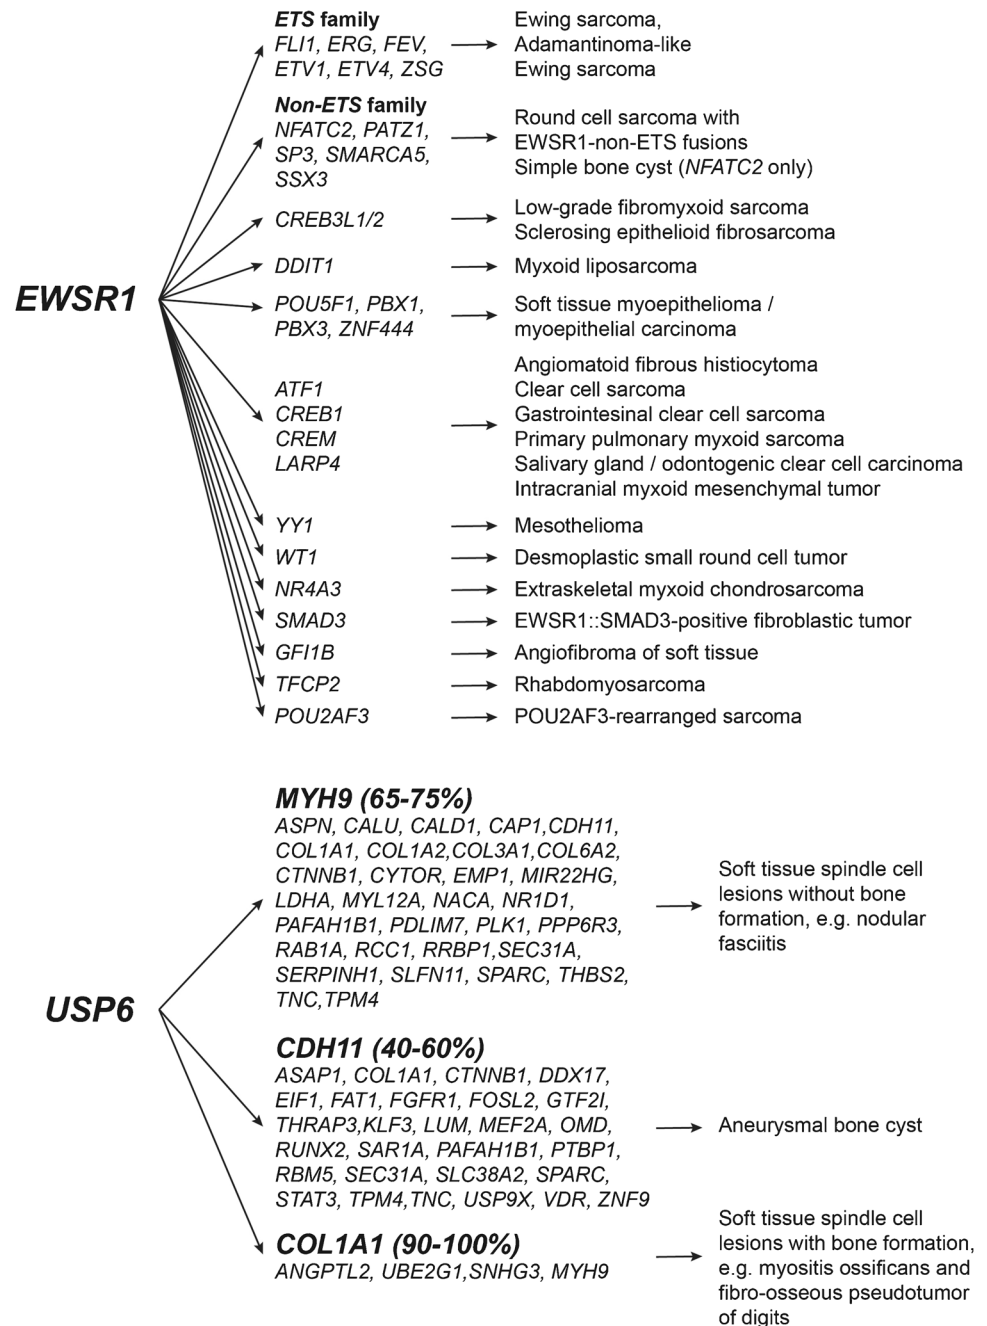 EWSR1
ETS family
FLI1, ERG, FEV,
ETV1, ETV4, ZSG
Ewing sarcoma,
Adamantinoma-like
Ewing sarcoma
Non-ETS family
NFATC2, PATZ1,
SP3, SMARCA5,
SSX3
Round cell sarcoma with
EWSR1-non-ETS fusions
Simple bone cyst (NFATC2 only)
CREB3L1/2
Low-grade fibromyxoid sarcoma
Sclerosing epithelioid fibrosarcoma
DDIT1
Myxoid liposarcoma
POU5F1, PBX1,
PBX3, ZNF444
Soft tissue myoepithelioma /
myoepithelial carcinoma
ATF1
CREB1
CREM
LARP4
Angiomatoid fibrous histiocytoma
Clear cell sarcoma
Gastrointesinal clear cell sarcoma
Primary pulmonary myxoid sarcoma
Salivary gland / odontogenic clear cell carcinoma
Intracranial myxoid mesenchymal tumor
YY1
Mesothelioma
WT1
Desmoplastic small round cell tumor
NR4A3
Extraskeletal myxoid chondrosarcoma
SMAD3
EWSR1::SMAD3-positive fibroblastic tumor
GFI1B
Angiofibroma of soft tissue
TFCP2
Rhabdomyosarcoma
POU2AF3
POU2AF3-rearranged sarcoma
USP6
MYH9 (65-75%)
ASPN, CALU, CALD1, CAP1,CDH11,
COL1A1, COL1A2,COL3A1,COL6A2,
CTNNB1, CYTOR, EMP1, MIR22HG,
LDHA, MYL12A, NACA, NR1D1,
PAFAH1B1, PDLIM7, PLK1, PPP6R3,
RAB1A, RCC1, RRBP1,SEC31A,
SERPINH1, SLFN11, SPARC, THBS2,
TNC,TPM4
Soft tissue spindle cell
lesions without bone
formation, e.g. nodular
fasciitis
CDH11 (40-60%)
ASAP1, COL1A1, CTNNB1, DDX17,
EIF1, FAT1, FGFR1, FOSL2, GTF2I,
THRAP3,KLF3, LUM, MEF2A, OMD,
RUNX2, SAR1A, PAFAH1B1, PTBP1,
RBM5, SEC31A, SLC38A2, SPARC,
STAT3, TPM4,TNC, USP9X, VDR, ZNF9
Aneurysmal bone cyst
COL1A1 (90-100%)
ANGPTL2, UBE2G1,SNHG3, MYH9
Soft tissue spindle cell
lesions with bone formation,
e.g. myositis ossificans and
fibro-osseous pseudotumor
of digits